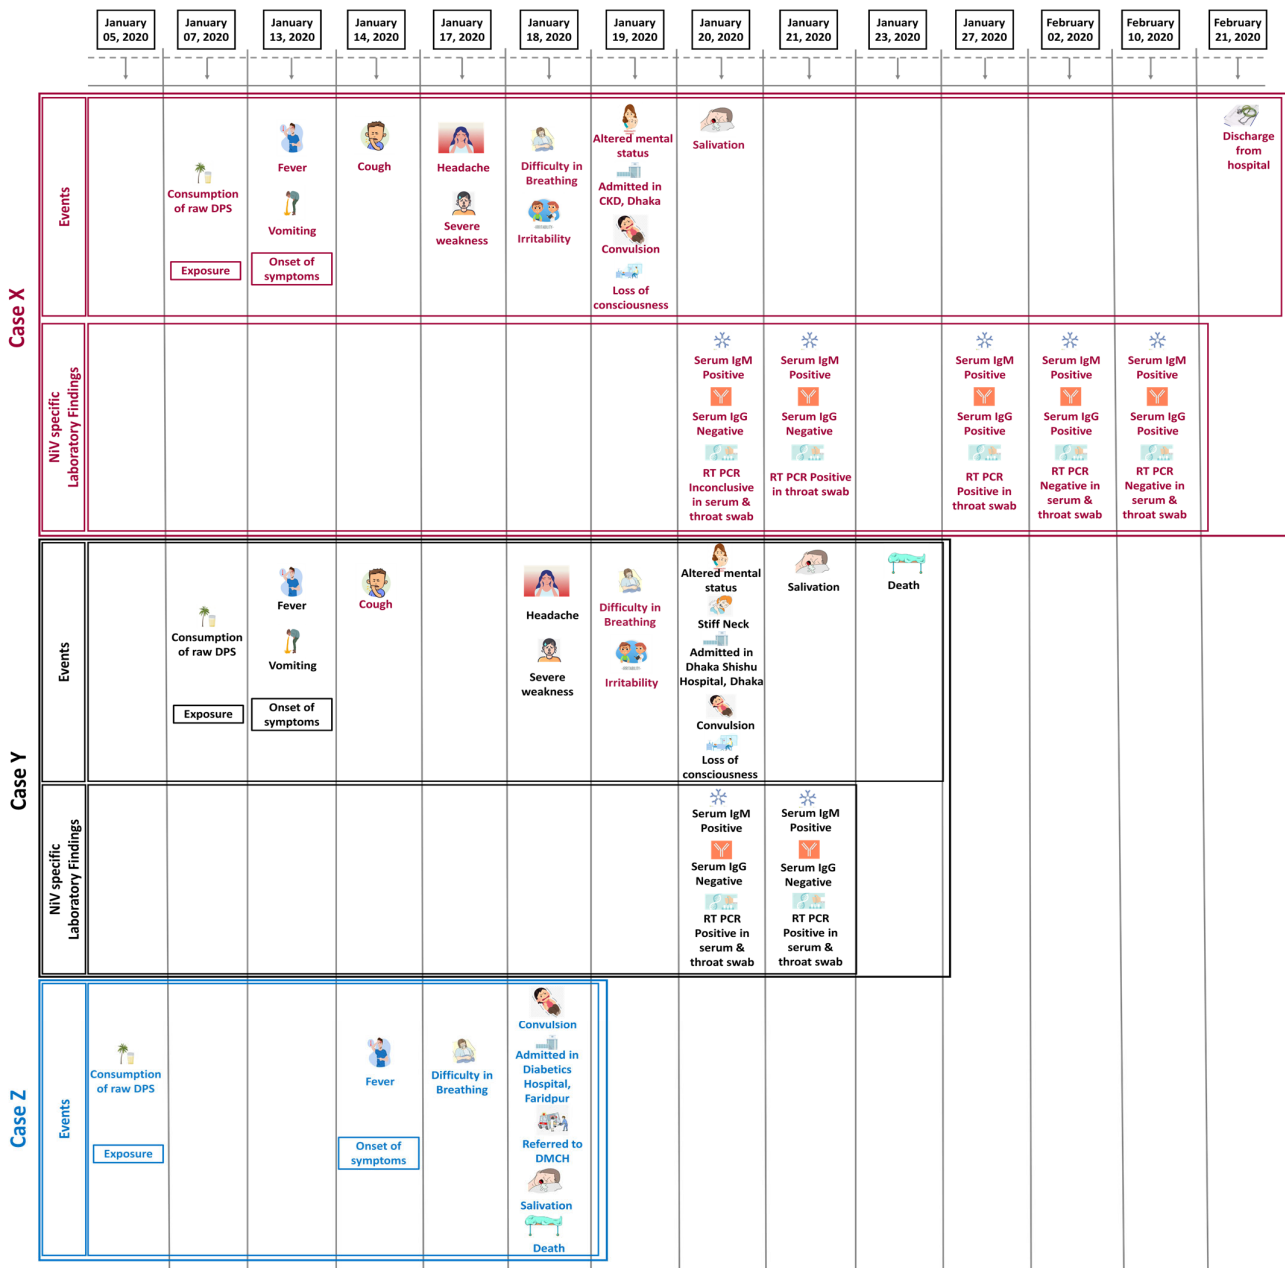 January
05, 2020
January
07, 2020
January
13, 2020
January
14, 2020
January
17, 2020
January
18, 2020
January
19, 2020
January
20, 2020
January
21, 2020
January
23, 2020
January
27, 2020
February
02, 2020
February
10, 2020
February
21, 2020
Case X
Events
Consumption
of raw DPS
Exposure
Fever
Vomiting
Onset of
symptoms
Cough
Headache
Severe
weakness
Difficulty in
Breathing
Irritability
Altered mental
status
Admitted in
CKD, Dhaka
Convulsion
Loss of
consciousness
Salivation
Discharge
from
hospital
NiV specific
Laboratory Findings
Serum IgM
Positive
Serum IgG
Negative
RT PCR
Inconclusive
in serum &
throat swab
Serum IgM
Positive
Serum IgG
Negative
RT PCR Positive
in throat swab
Serum IgM
Positive
Serum IgG
Positive
RT PCR
Positive in
throat swab
Serum IgM
Positive
Serum IgG
Positive
RT PCR
Negative in
serum &
throat swab
Serum IgM
Positive
Serum IgG
Positive
RT PCR
Negative in
serum &
throat swab
Case Y
Events
Consumption
of raw DPS
Exposure
Fever
Vomiting
Onset of
symptoms
Cough
Headache
Severe
weakness
Difficulty in
Breathing
Irritability
Altered mental
status
Stiff Neck
Admitted in
Dhaka Shishu
Hospital, Dhaka
Convulsion
Loss of
consciousness
Salivation
Death
NiV specific
Laboratory Findings
Serum IgM
Positive
Serum IgG
Negative
RT PCR
Positive in
serum &
throat swab
Serum IgM
Positive
Serum IgG
Negative
RT PCR
Positive in
serum &
throat swab
Case Z
Events
Consumption
of raw DPS
Exposure
Fever
Onset of
symptoms
Difficulty in
Breathing
Convulsion
Admitted in
Diabetics
Hospital,
Faridpur
Referred to
DMCH
Salivation
Death